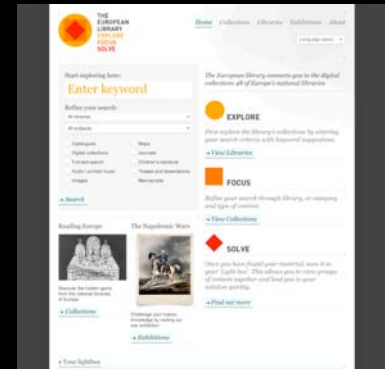 THE
EUROPEAN
LIBRARY
EXPLORE
FOCUS
SOLVE
Home Collections Libraries Exhibitions About
Start exploring here:
Enter keyword
Refine your search:
All libraries
All subjects
Catalogues
Digital collections
Full-text search
Audio / printed music
Images
Maps
Journals
Children's literature
Theses and dissertations
Manuscripts
Search
The European library connects you to the digital
collections of Europe's national libraries
EXPLORE
First explore the library's collections by entering
your search criteria with keyword suggestions.
View Libraries
FOCUS
Refine your search through library, or category
and type of content.
View Collections
SOLVE
Once you have found your material, save it to
your 'Light box'. This allows you to view groups
of content together and lead you to your
solution quickly.
Find out more
Reading Europe
Discover the hidden gems
from the national libraries
of Europe
Collections
The Napoleonic Wars
Challenge your history
knowledge by visiting our
Exhibitions
Your lightbox